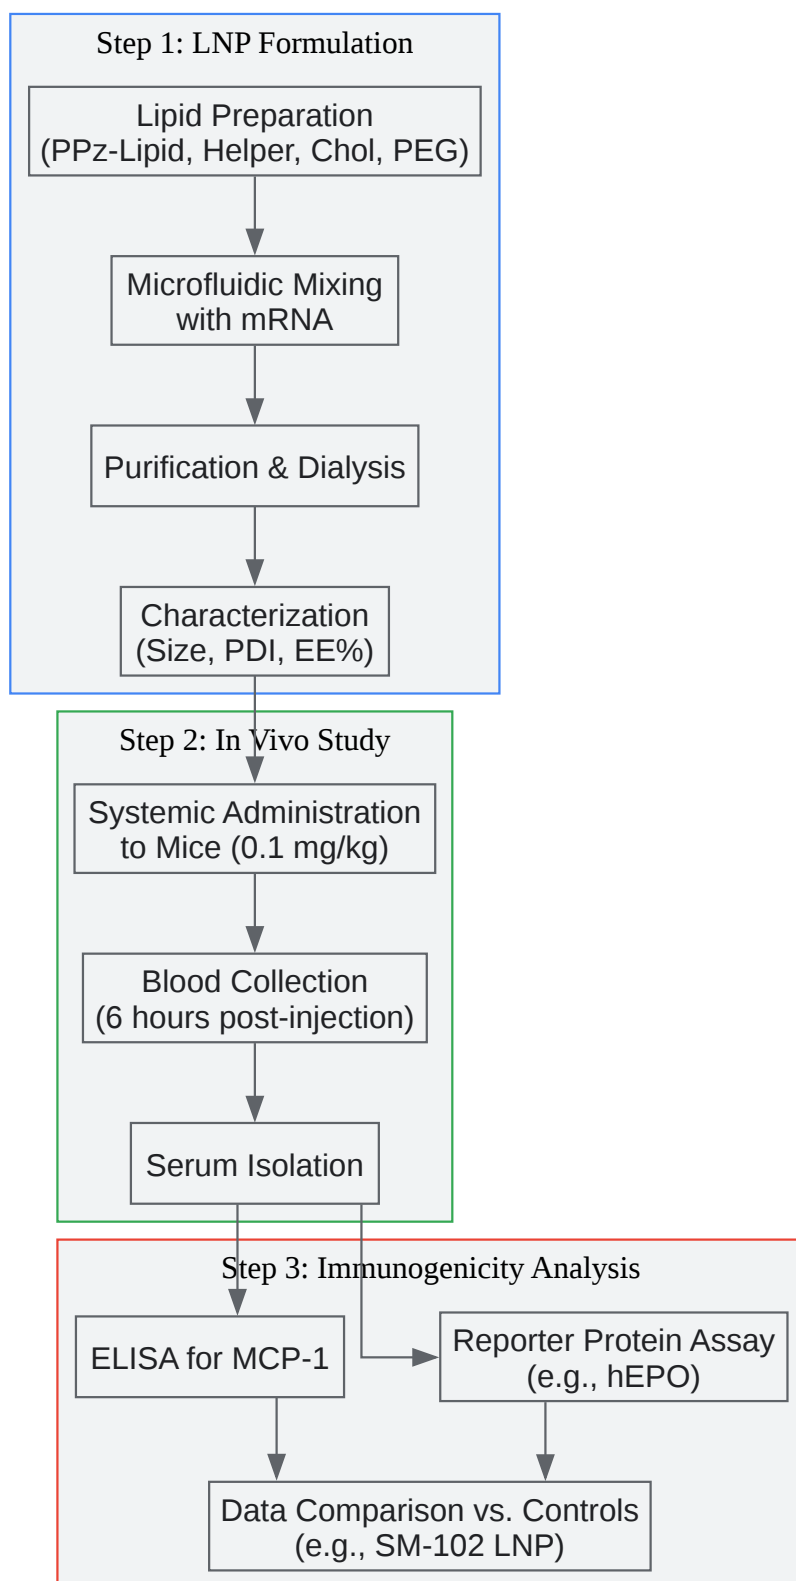 Step 1: LNP Formulation
Lipid Preparation
(PPz-Lipid, Helper, Chol, PEG)
Microfluidic Mixing
with mRNA
Purification & Dialysis
Characterization
(Size, PDI, EE%)
Step 2: In Vivo Study
Systemic Administration
to Mice (0.1 mg/kg)
Blood Collection
(6 hours post-injection)
Serum Isolation
Step 3: Immunogenicity Analysis
ELISA for MCP-1
Reporter Protein Assay
(e.g., hEPO)
Data Comparison vs. Controls
(e.g., SM-102 LNP)